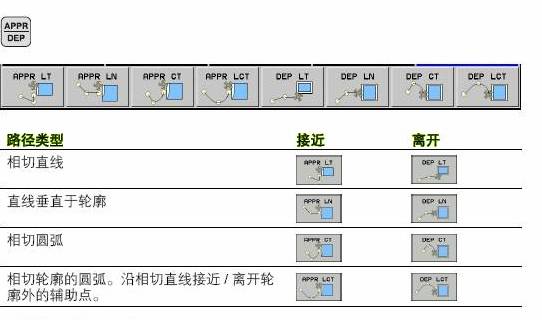 APPR
DEP
APPR LT APPR LN APPR CT APPR LCT DEP LT DEP LN DEP CT DEP LCT
路径类型 接近 离开
相切直线 APPR LT DEP LT
直线垂直于轮廓 APPR LN DEP LN
相切圆弧 APPR CT DEP CT
相切轮廓的圆弧。沿相切直线接近 / 离开轮 APPR LCT DEP LCT
廓外的辅助点。